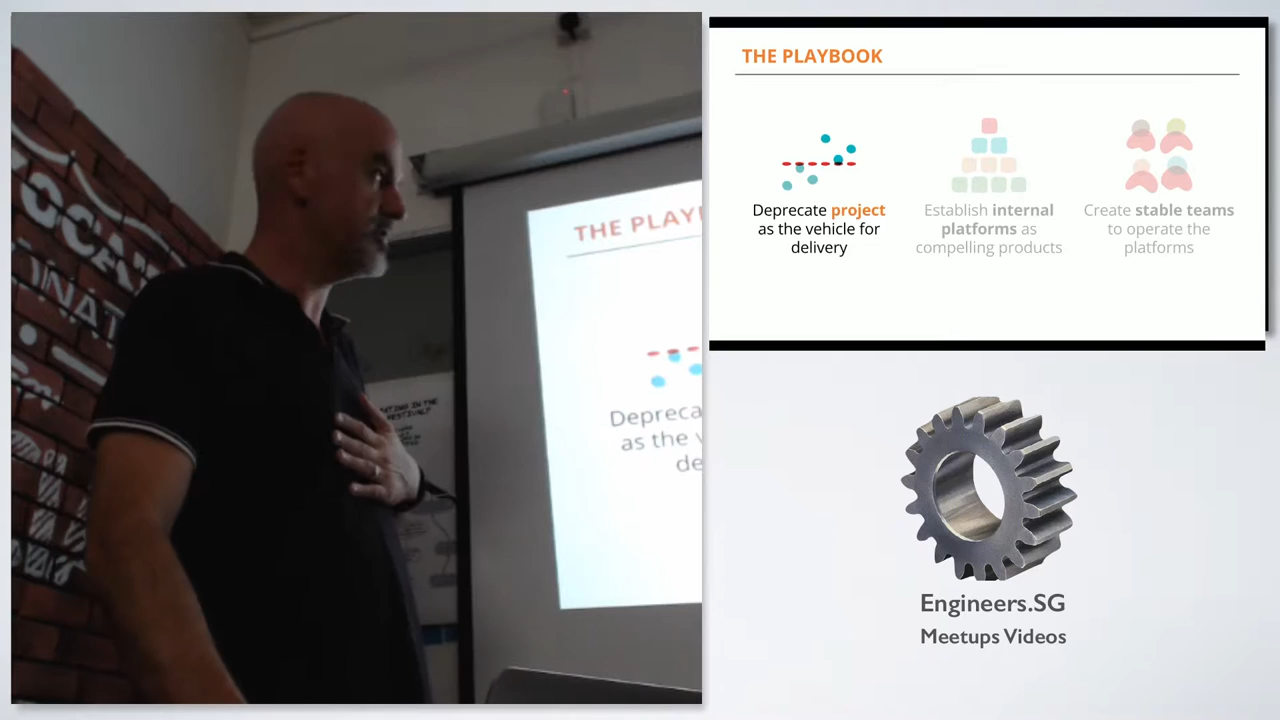 THE PLAYBOOK
Deprecate project
as the vehicle for
delivery
Establish internal
platforms as
compelling products
Create stable teams
to operate the
platforms
THE PLAY
Depreca
as the v
de
Engineers.SG
Meetups Videos